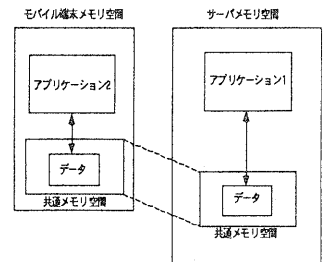 モバイル端末メモリ空間
アプリケーション2
データ
共通メモリ空間
サーバメモリ空間
アプリケーション1
データ
共通メモリ空間